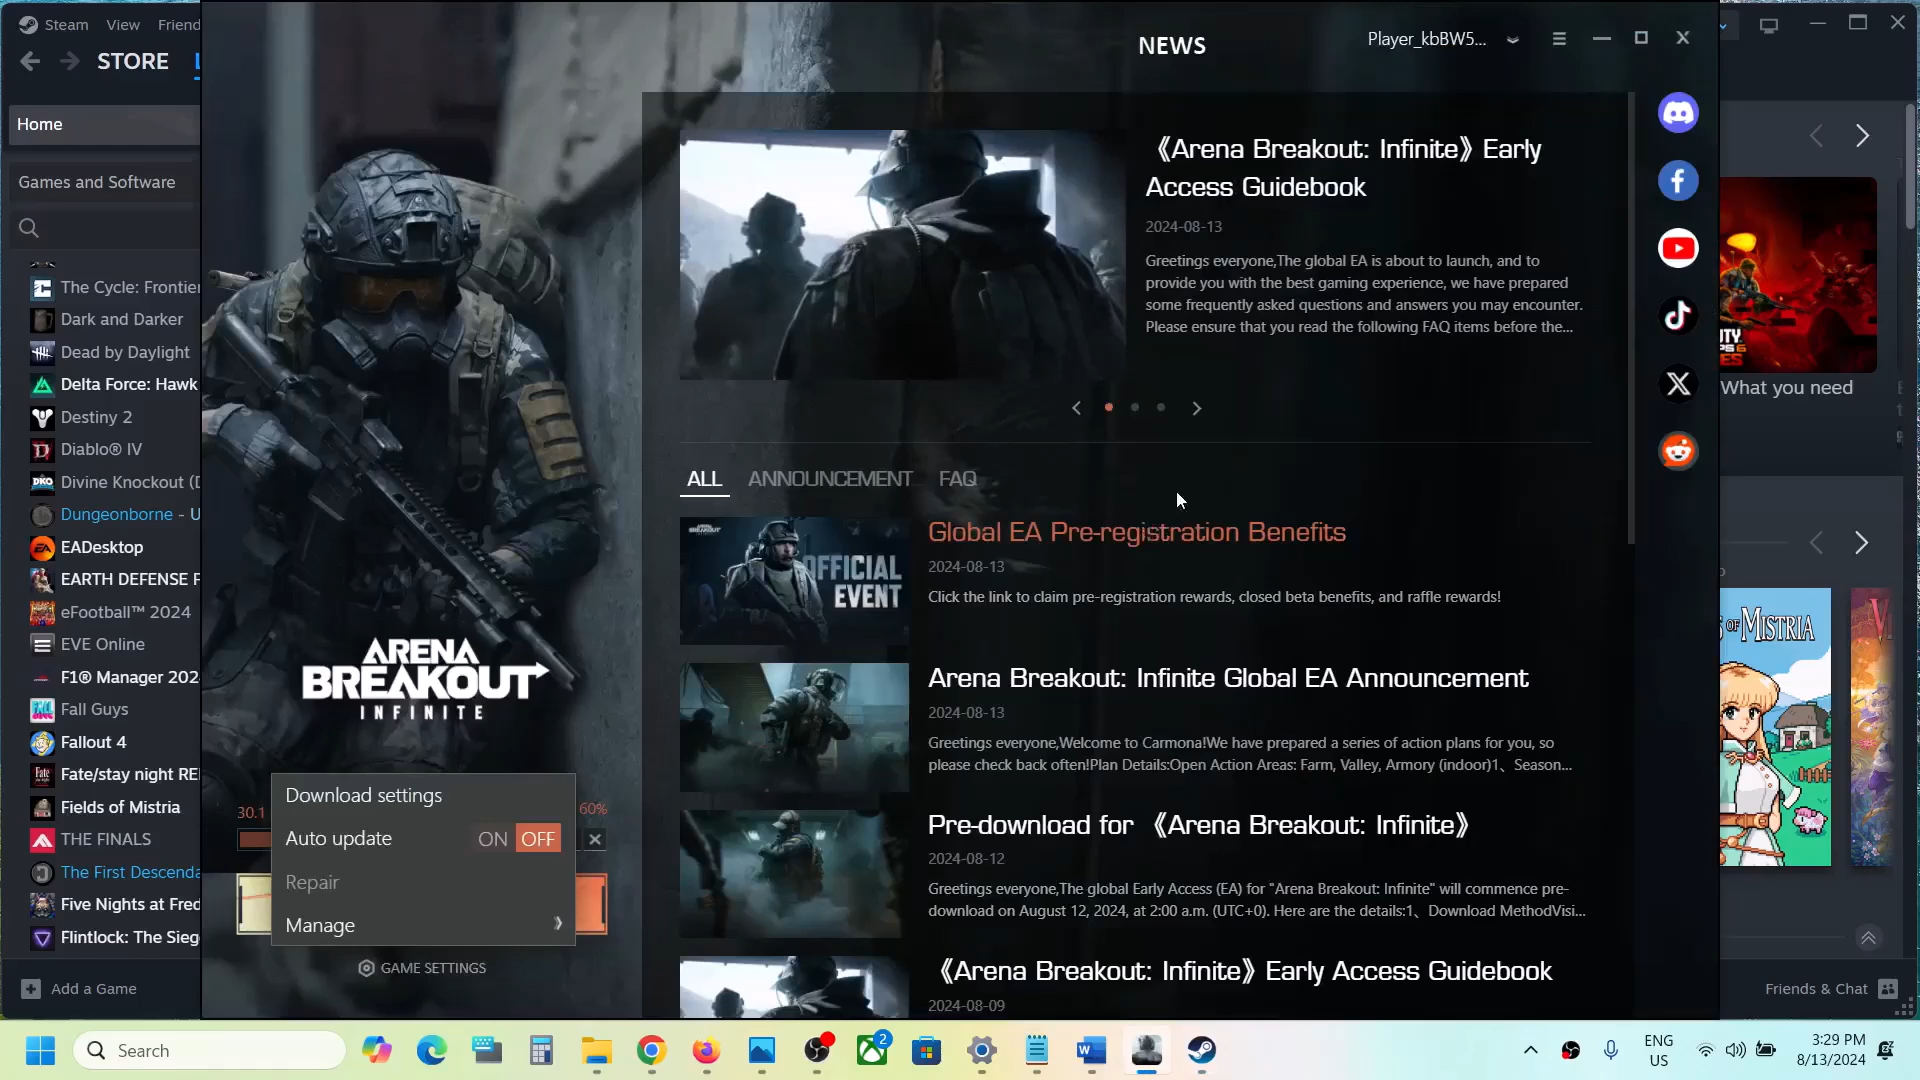 Steam View Friend
STORE L
Home
Games and Software
The Cycle: Frontier
Dark and Darker
Dead by Daylight
Delta Force: Hawk
Destiny 2
Diablo® IV
Divine Knockout (D
Dungeonborne - U
EADesktop
EARTH DEFENSE F
eFootball™ 2024
EVE Online
F1® Manager 202
Fall Guys
Fallout 4
Fate/stay night RE
Fields of Mistria
THE FINALS
The First Descenda
Five Nights at Fred
Flintlock: The Sieg
Add a Game
ARENA
BREAKOUT
INFINITE
30.1
60%
Download settings
Auto update ON OFF
Repair
Manage
GAME SETTINGS
NEWS
Player_kbBW5...
《Arena Breakout: Infinite》Early
Access Guidebook
2024-08-13
Greetings everyone,The global EA is about to launch, and to
provide you with the best gaming experience, we have prepared
some frequently asked questions and answers you may encounter.
Please ensure that you read the following FAQ items before the...
ALL ANNOUNCEMENT FAQ
OFFICIAL
EVENT
Global EA Pre-registration Benefits
2024-08-13
Click the link to claim pre-registration rewards, closed beta benefits, and raffle rewards!
Arena Breakout: Infinite Global EA Announcement
2024-08-13
Greetings everyone,Welcome to Carmona!We have prepared a series of action plans for you, so
please check back often!Plan Details:Open Action Areas: Farm, Valley, Armory (indoor)1、Season...
Pre-download for 《Arena Breakout: Infinite》
2024-08-12
Greetings everyone,The global Early Access (EA) for "Arena Breakout: Infinite" will commence pre-
download on August 12, 2024, at 2:00 a.m. (UTC+0). Here are the details:1、Download MethodVisi...
《Arena Breakout: Infinite》Early Access Guidebook
2024-08-09
What you need
OF MISTRIA
Friends & Chat
Search
2
ENG
US
3:29 PM
8/13/2024